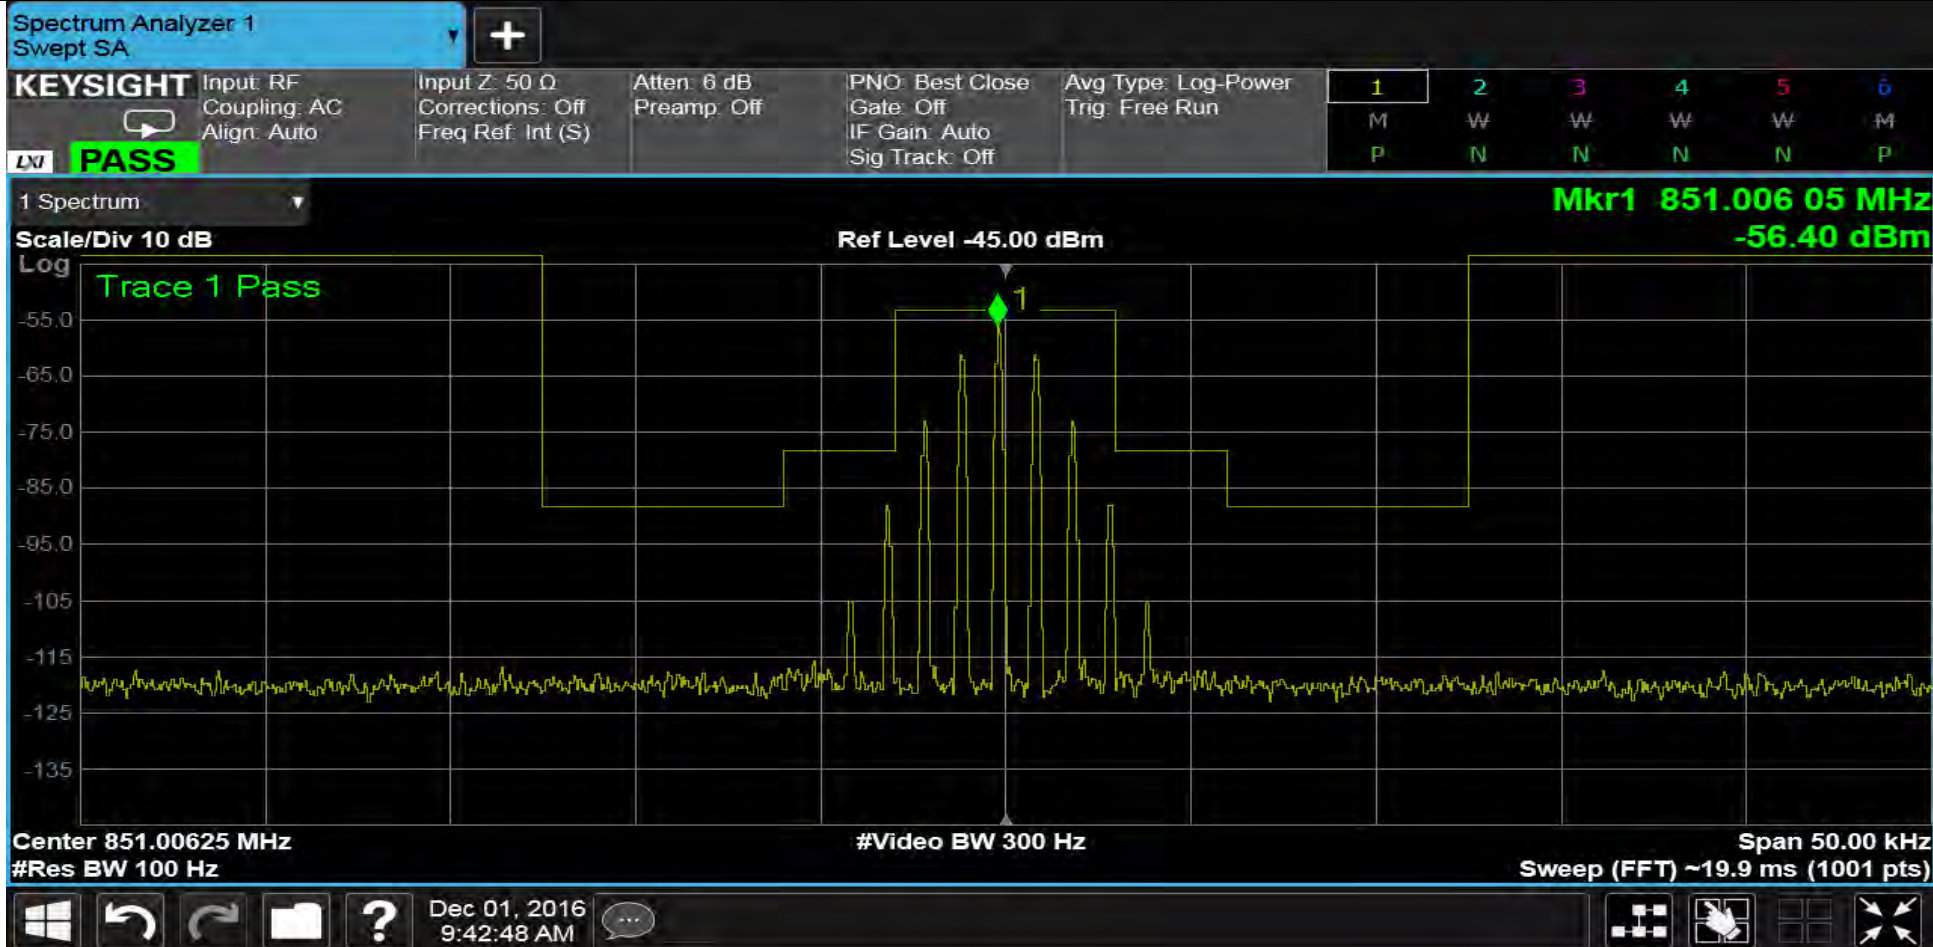 Spectrum Analyzer 1
Swept SA
+
KEYSIGHT
LXI
PASS
Input: RF
Coupling: AC
Align: Auto
Input Z: 50 Ω
Corrections: Off
Freq Ref: Int (S)
Atten: 6 dB
Preamp: Off
PNO: Best Close
Gate: Off
IF Gain: Auto
Sig Track: Off
Avg Type: Log-Power
Trig: Free Run
1 2 3 4 5 6
M W W W W M
P N N N N P
1 Spectrum
Mkr1 851.006 05 MHz
-56.40 dBm
Scale/Div 10 dB
Ref Level -45.00 dBm
Log
Trace 1 Pass
1
-55.0
-65.0
-75.0
-85.0
-95.0
-105
-115
-125
-135
Center 851.00625 MHz
#Video BW 300 Hz
Span 50.00 kHz
#Res BW 100 Hz
Sweep (FFT) ~19.9 ms (1001 pts)
?
Dec 01, 2016
9:42:48 AM